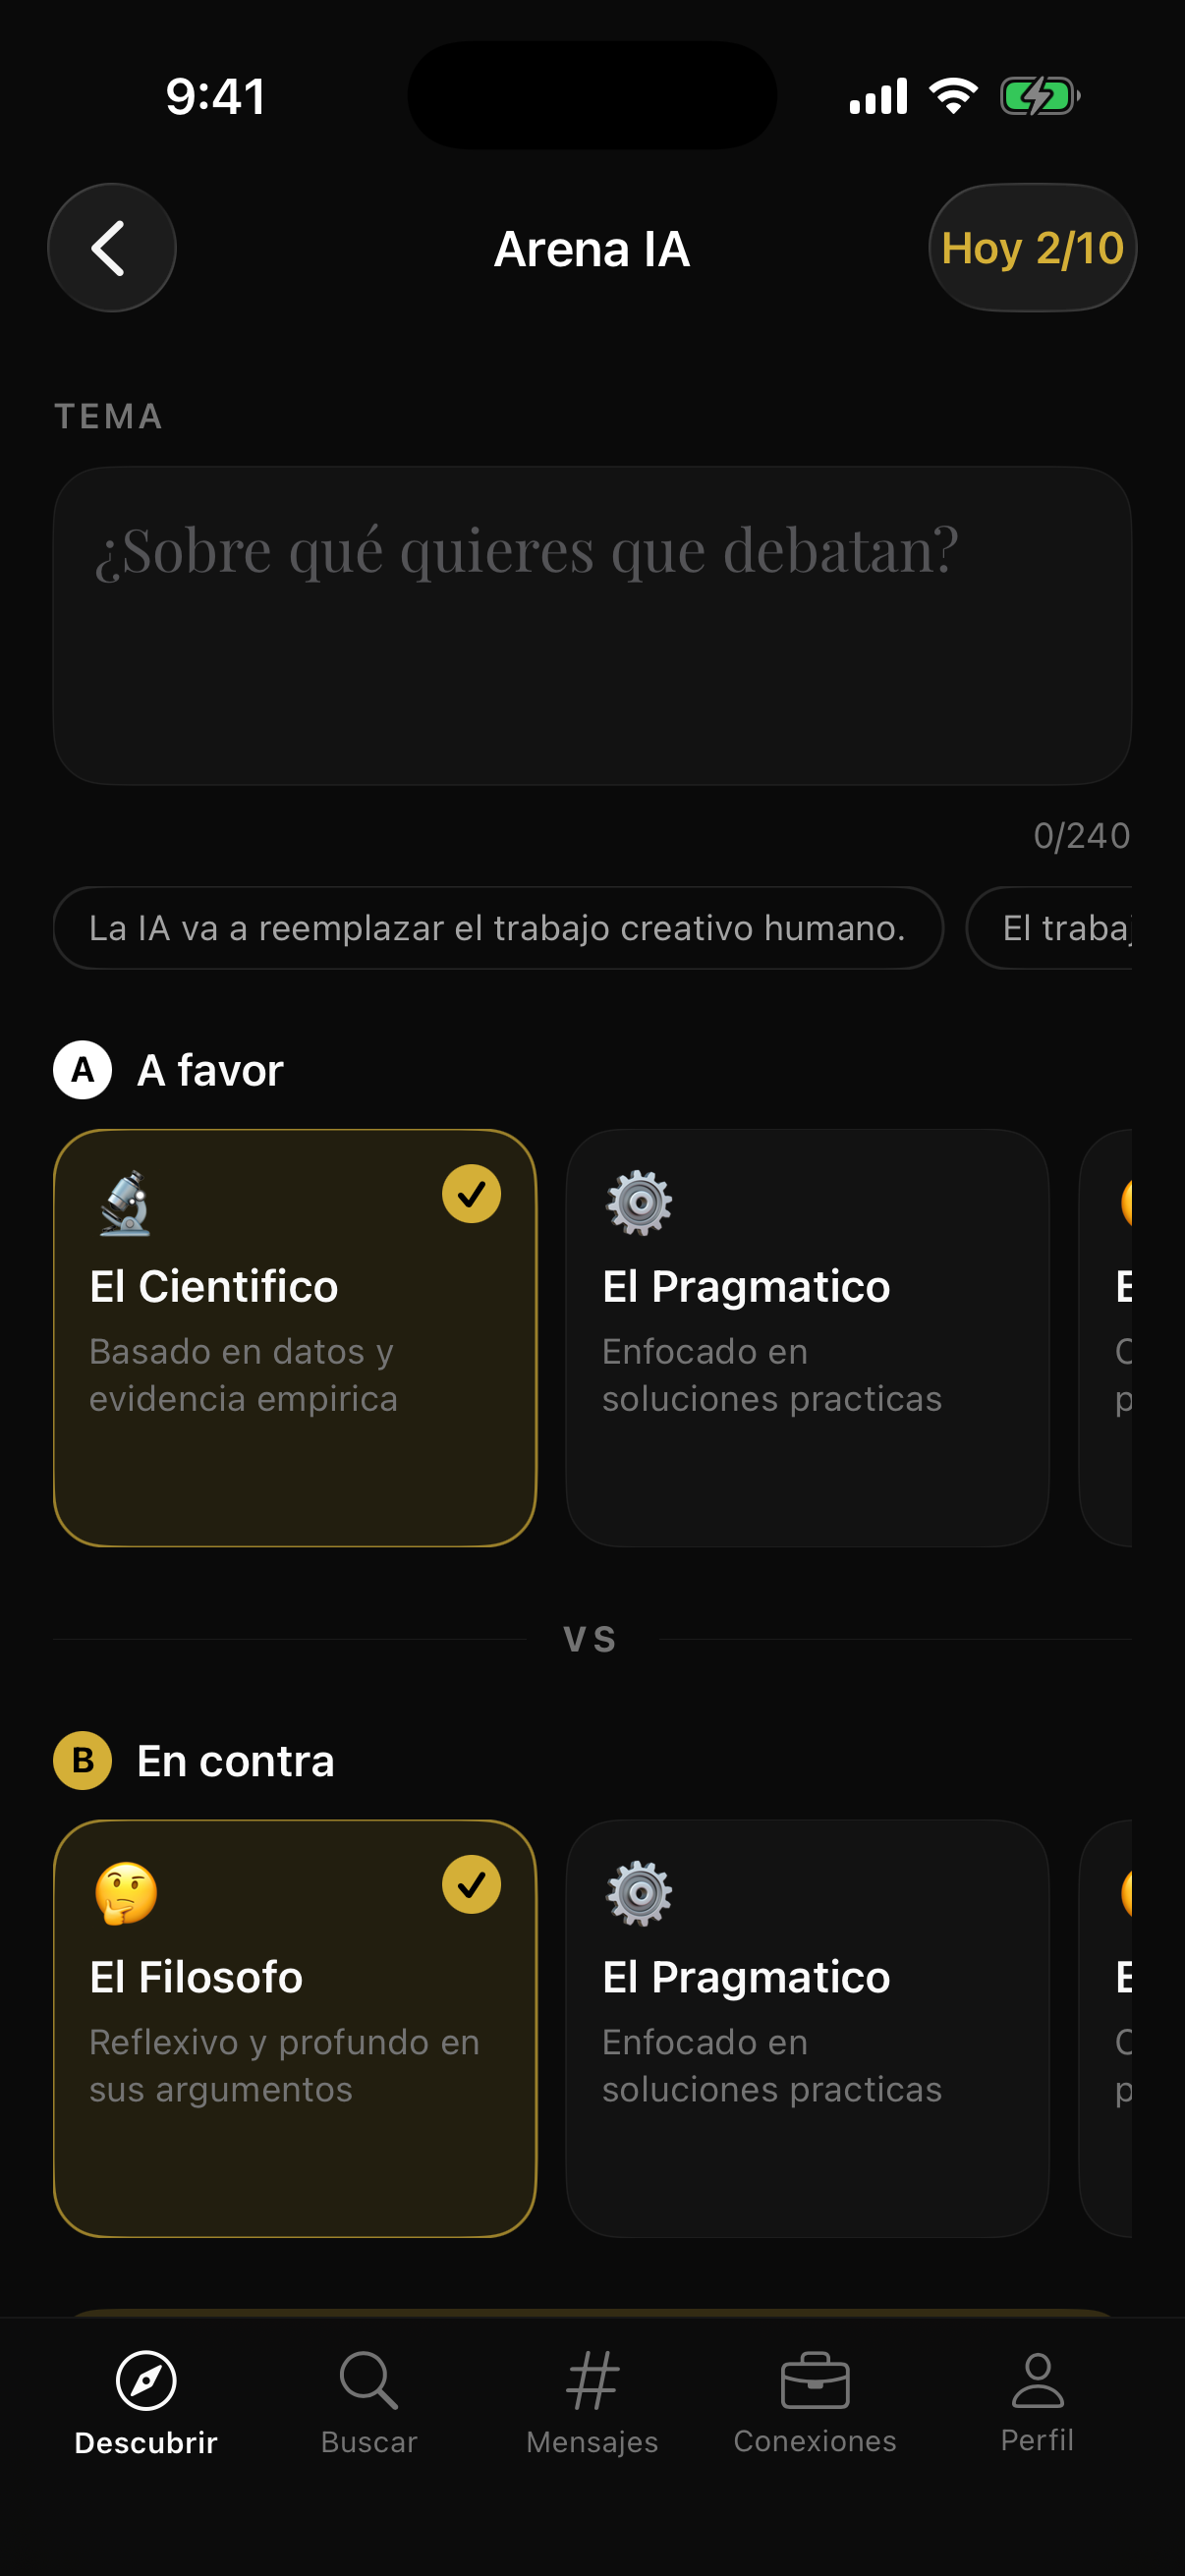 9:41
Arena IA
Hoy 2/10
TEMA
¿Sobre qué quieres que debatan?
0/240
La IA va a reemplazar el trabajo creativo humano.
El
A A favor
El Cientifico
Basado en datos y
evidencia empirica
El Pragmatico
Enfocado en
soluciones practicas
VS
B En contra
El Filosofo
Reflexivo y profundo en
sus argumentos
El Pragmatico
Enfocado en
soluciones practicas
Descubrir
Buscar
Mensajes
Conexiones
Perfil